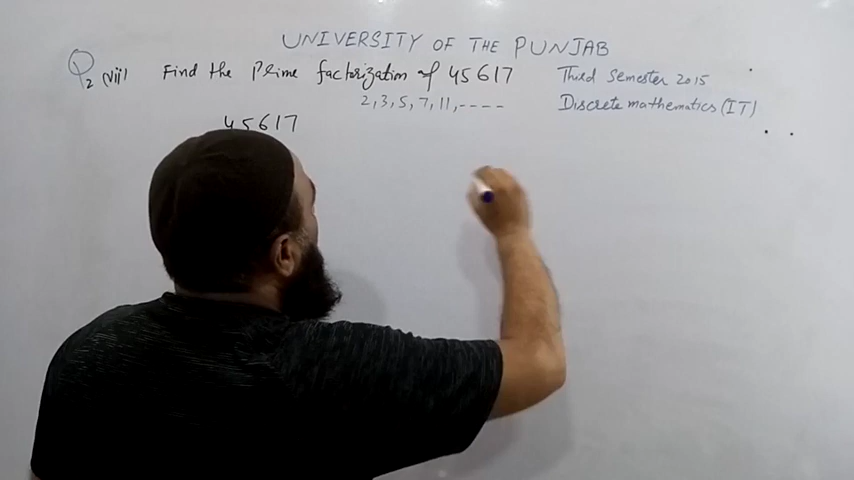 UNIVERSITY OF THE PUNJAB
Q2 (vii) Find the Prime factorization of 45617 Third Semester 2015
2, 3, 5, 7, 11, ---- Discrete mathematics (IT)
45617